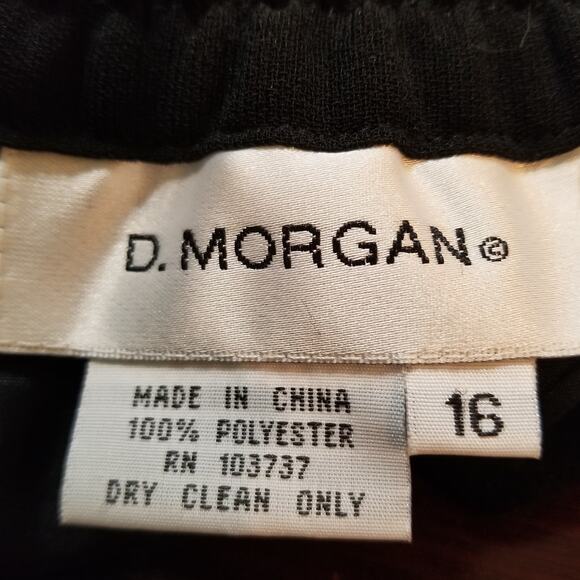 D. MORGAN©
MADE IN CHINA
100% POLYESTER
RN 103737
DRY CLEAN ONLY
16